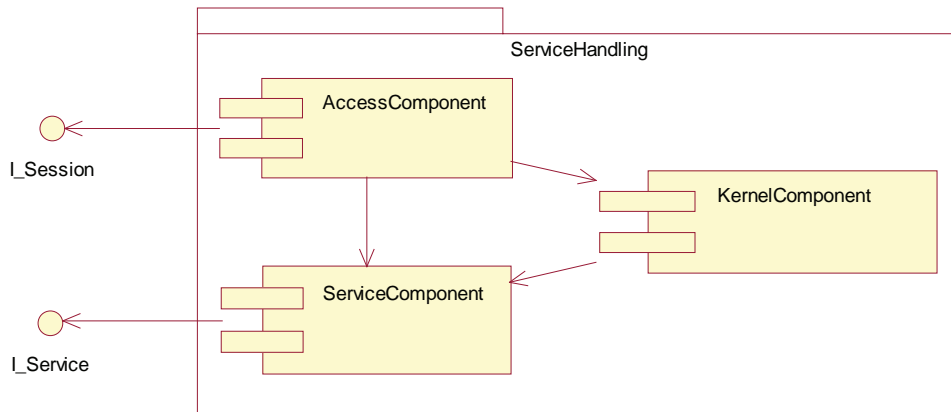 ServiceHandling
AccessComponent
I_Session
KernelComponent
ServiceComponent
I_Service